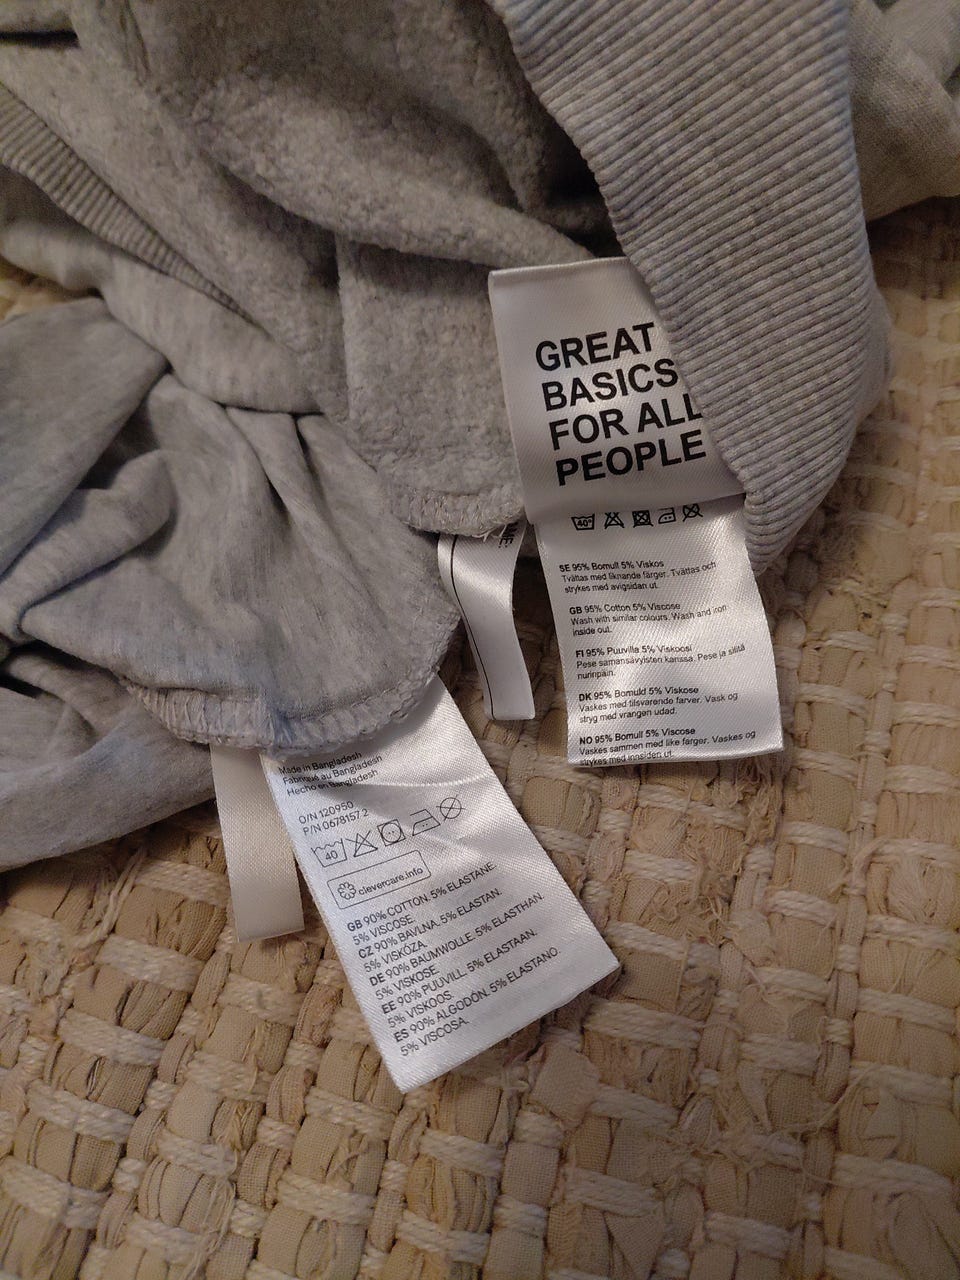 GREAT
BASICS
FOR ALL
PEOPLE
40°
SE 95% Bomull 5% Viskos
Tvättas med liknande färger. Tvättas och
strykes med avigsidan ut.
GB 95% Cotton 5% Viscose
Wash with similar colours. Wash and iron
inside out.
FI 95% Puuvilla 5% Viskoosi
Pese samansävyisten kanssa. Pese ja silitä
nurinpäin.
DK 95% Bomuld 5% Viskose
Vaskes med tilsvarende farver. Vask og
stryg med vrangen udad.
NO 95% Bomull 5% Viscose
Vaskes sammen med like farger. Vaskes og
strykes med innsiden ut.
Made in Bangladesh
Fabriqué au Bangladesh
Hecho en Bangladesh
O/N 120950
P/N 0678157 2
40
clevercare.info
GB 90% COTTON. 5% ELASTANE.
5% VISCOSE.
CZ 90% BAVLNA. 5% ELASTAN.
5% VISKÓZA.
DE 90% BAUMWOLLE. 5% ELASTHAN.
5% VISKOSE.
EE 90% PUUVILL. 5% ELASTAAN.
5% VISKOOS.
ES 90% ALGODÓN. 5% ELASTANO.
5% VISCOSA.